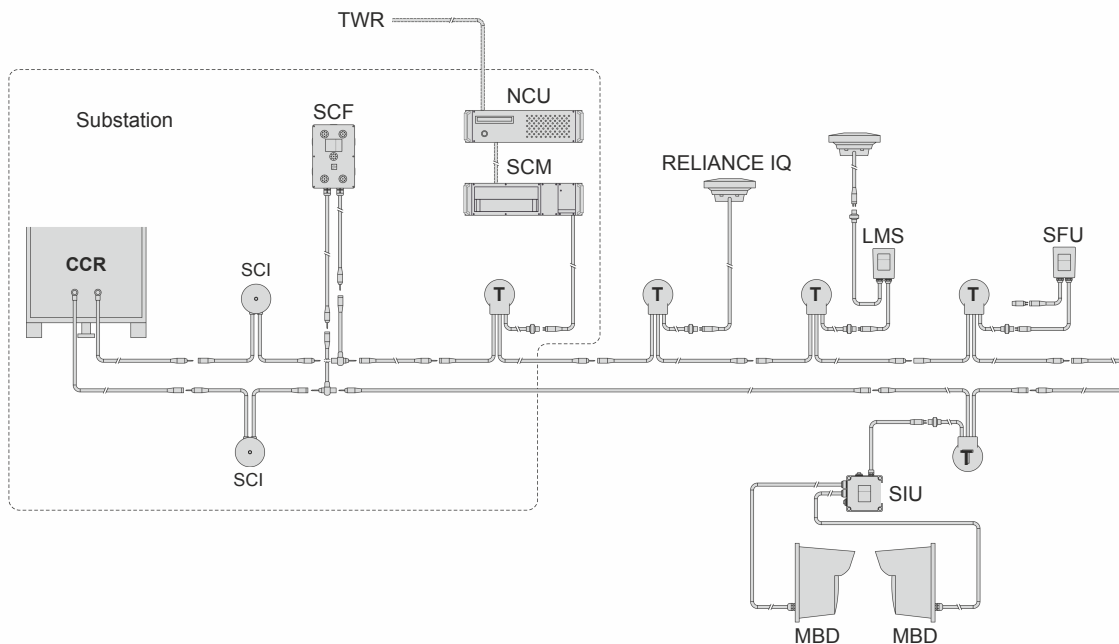 TWR
NCU
SCF
Substation
SCM
RELIANCE IQ
LMS
SFU
CCR
SCI
T
T
T
T
SCI
T
SIU
MBD
MBD